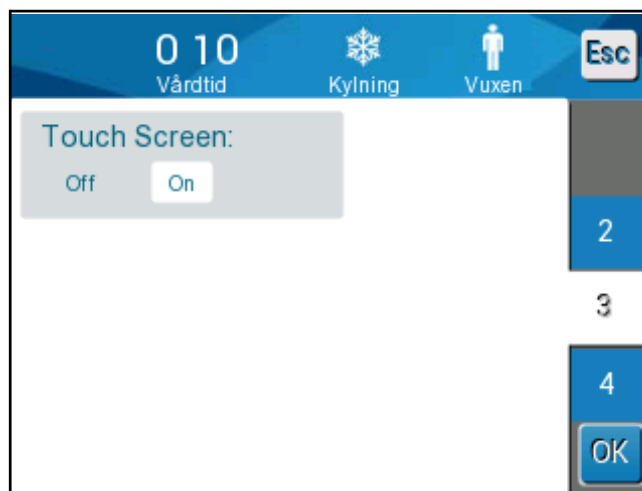 0 10
Vårdtid
Kylning
Vuxen
Esc
Touch Screen:
Off On
2
3
4
OK